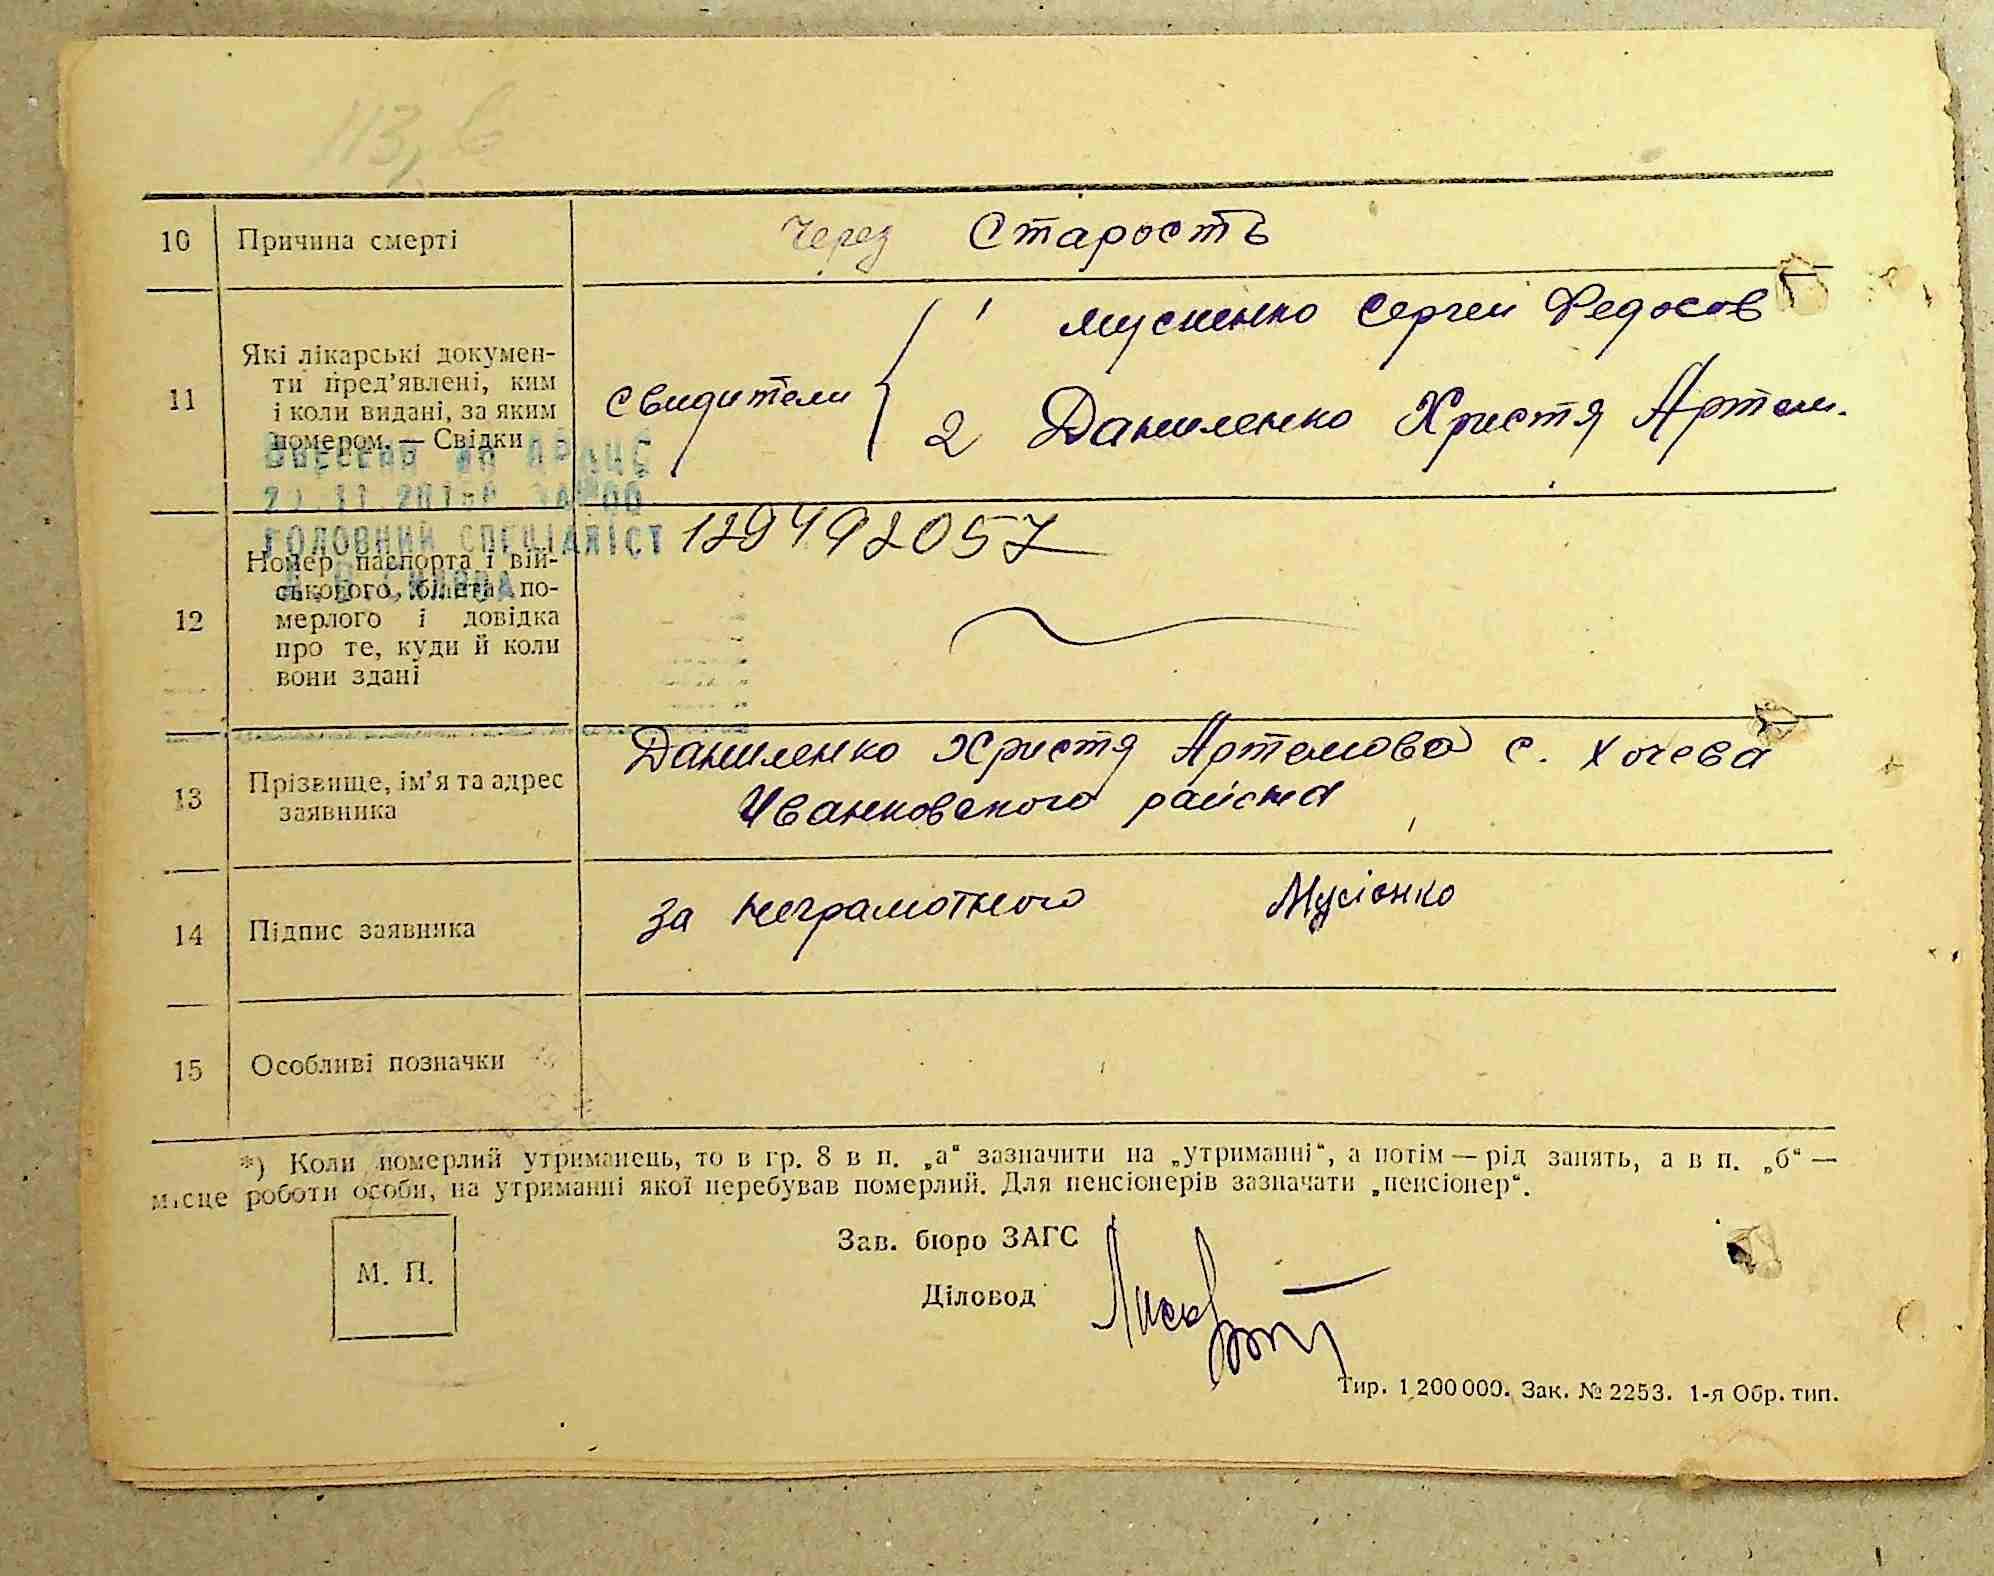 113, в
10 Причина смерті через Старость
11 Які лікарські докумен-
ти пред'явлені, ким
і коли видані, за яким
номером. — Свідки
свидители
1 Мусиенко Сергей Федосов
2 Даниленко Христя Артем.
ГОЛОВНИЙ СПЕЦІАЛІСТ
129492057
12 Номер паспорта і вій-
ськового білета по-
мерлого і довідка
про те, куди й коли
вони здані
13 Прізвище, ім'я та адрес
заявника
Даниленко Христя Артемова с. Хочева
Иванковского района
14 Підпис заявника за неграмотного Мусієнко
15 Особливі позначки
*) Коли померлий утриманець, то в гр. 8 в п. „а“ зазначити на „утриманні“, а потім — рід занять, а в п. „б“ —
місце роботи особи, на утриманні якої перебував померлий. Для пенсіонерів зазначати „пенсіонер“.
М. П.
Зав. бюро ЗАГС
Діловод
Тир. 1 200 000. Зак. № 2253. 1-я Обр. тип.